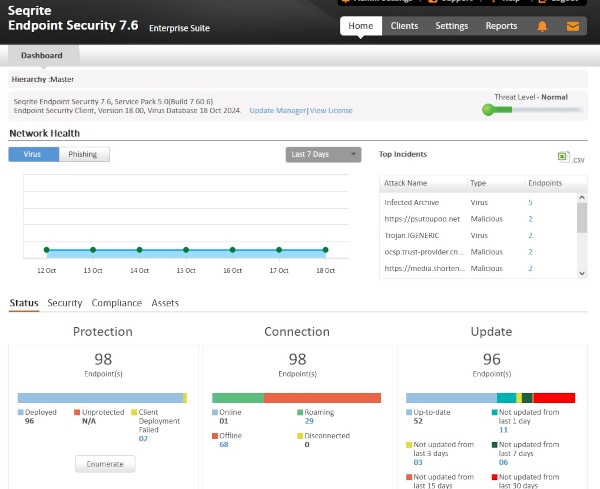 Seqrite
Endpoint Security 7.6 Enterprise Suite
Home Clients Settings Reports
Dashboard
Hierarchy :Master
Seqrite Endpoint Security 7.6, Service Pack 5.0(Build 7.60.6)
Endpoint Security Client, Version 18.00, Virus Database 18 Oct 2024. Update Manager|View License
Threat Level - Normal
Network Health
Virus Phishing
Last 7 Days
12 Oct 13 Oct 14 Oct 15 Oct 16 Oct 17 Oct 18 Oct
Top Incidents
.CSV
Attack Name Type Endpoints
Infected Archive Virus 5
https://psutoupoo.net Malicious 2
Trojan.IGENERIC Virus 2
ocsp.trust-provider.cn... Malicious 2
https://media.shorten... Malicious 2
Status Security Compliance Assets
Protection
98
Endpoint(s)
Deployed
96
Unprotected
N/A
Client
Deployment
Failed
02
Enumerate
Connection
98
Endpoint(s)
Online
01
Roaming
29
Offline
68
Disconnected
0
Update
96
Endpoint(s)
Up-to-date
52
Not updated from
last 1 day
11
Not updated from
last 3 days
03
Not updated from
last 7 days
06
Not updated from
last 15 days
Not updated from
last 30 days